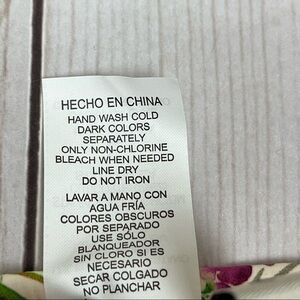 HECHO EN CHINA
HAND WASH COLD
DARK COLORS
SEPARATELY
ONLY NON-CHLORINE
BLEACH WHEN NEEDED
LINE DRY
DO NOT IRON
LAVAR A MANO CON
AGUA FRÍA
COLORES OBSCUROS
POR SEPARADO
USE SÓLO
BLANQUEADOR
SIN CLORO SI ES
NECESARIO
SECAR COLGADO
NO PLANCHAR